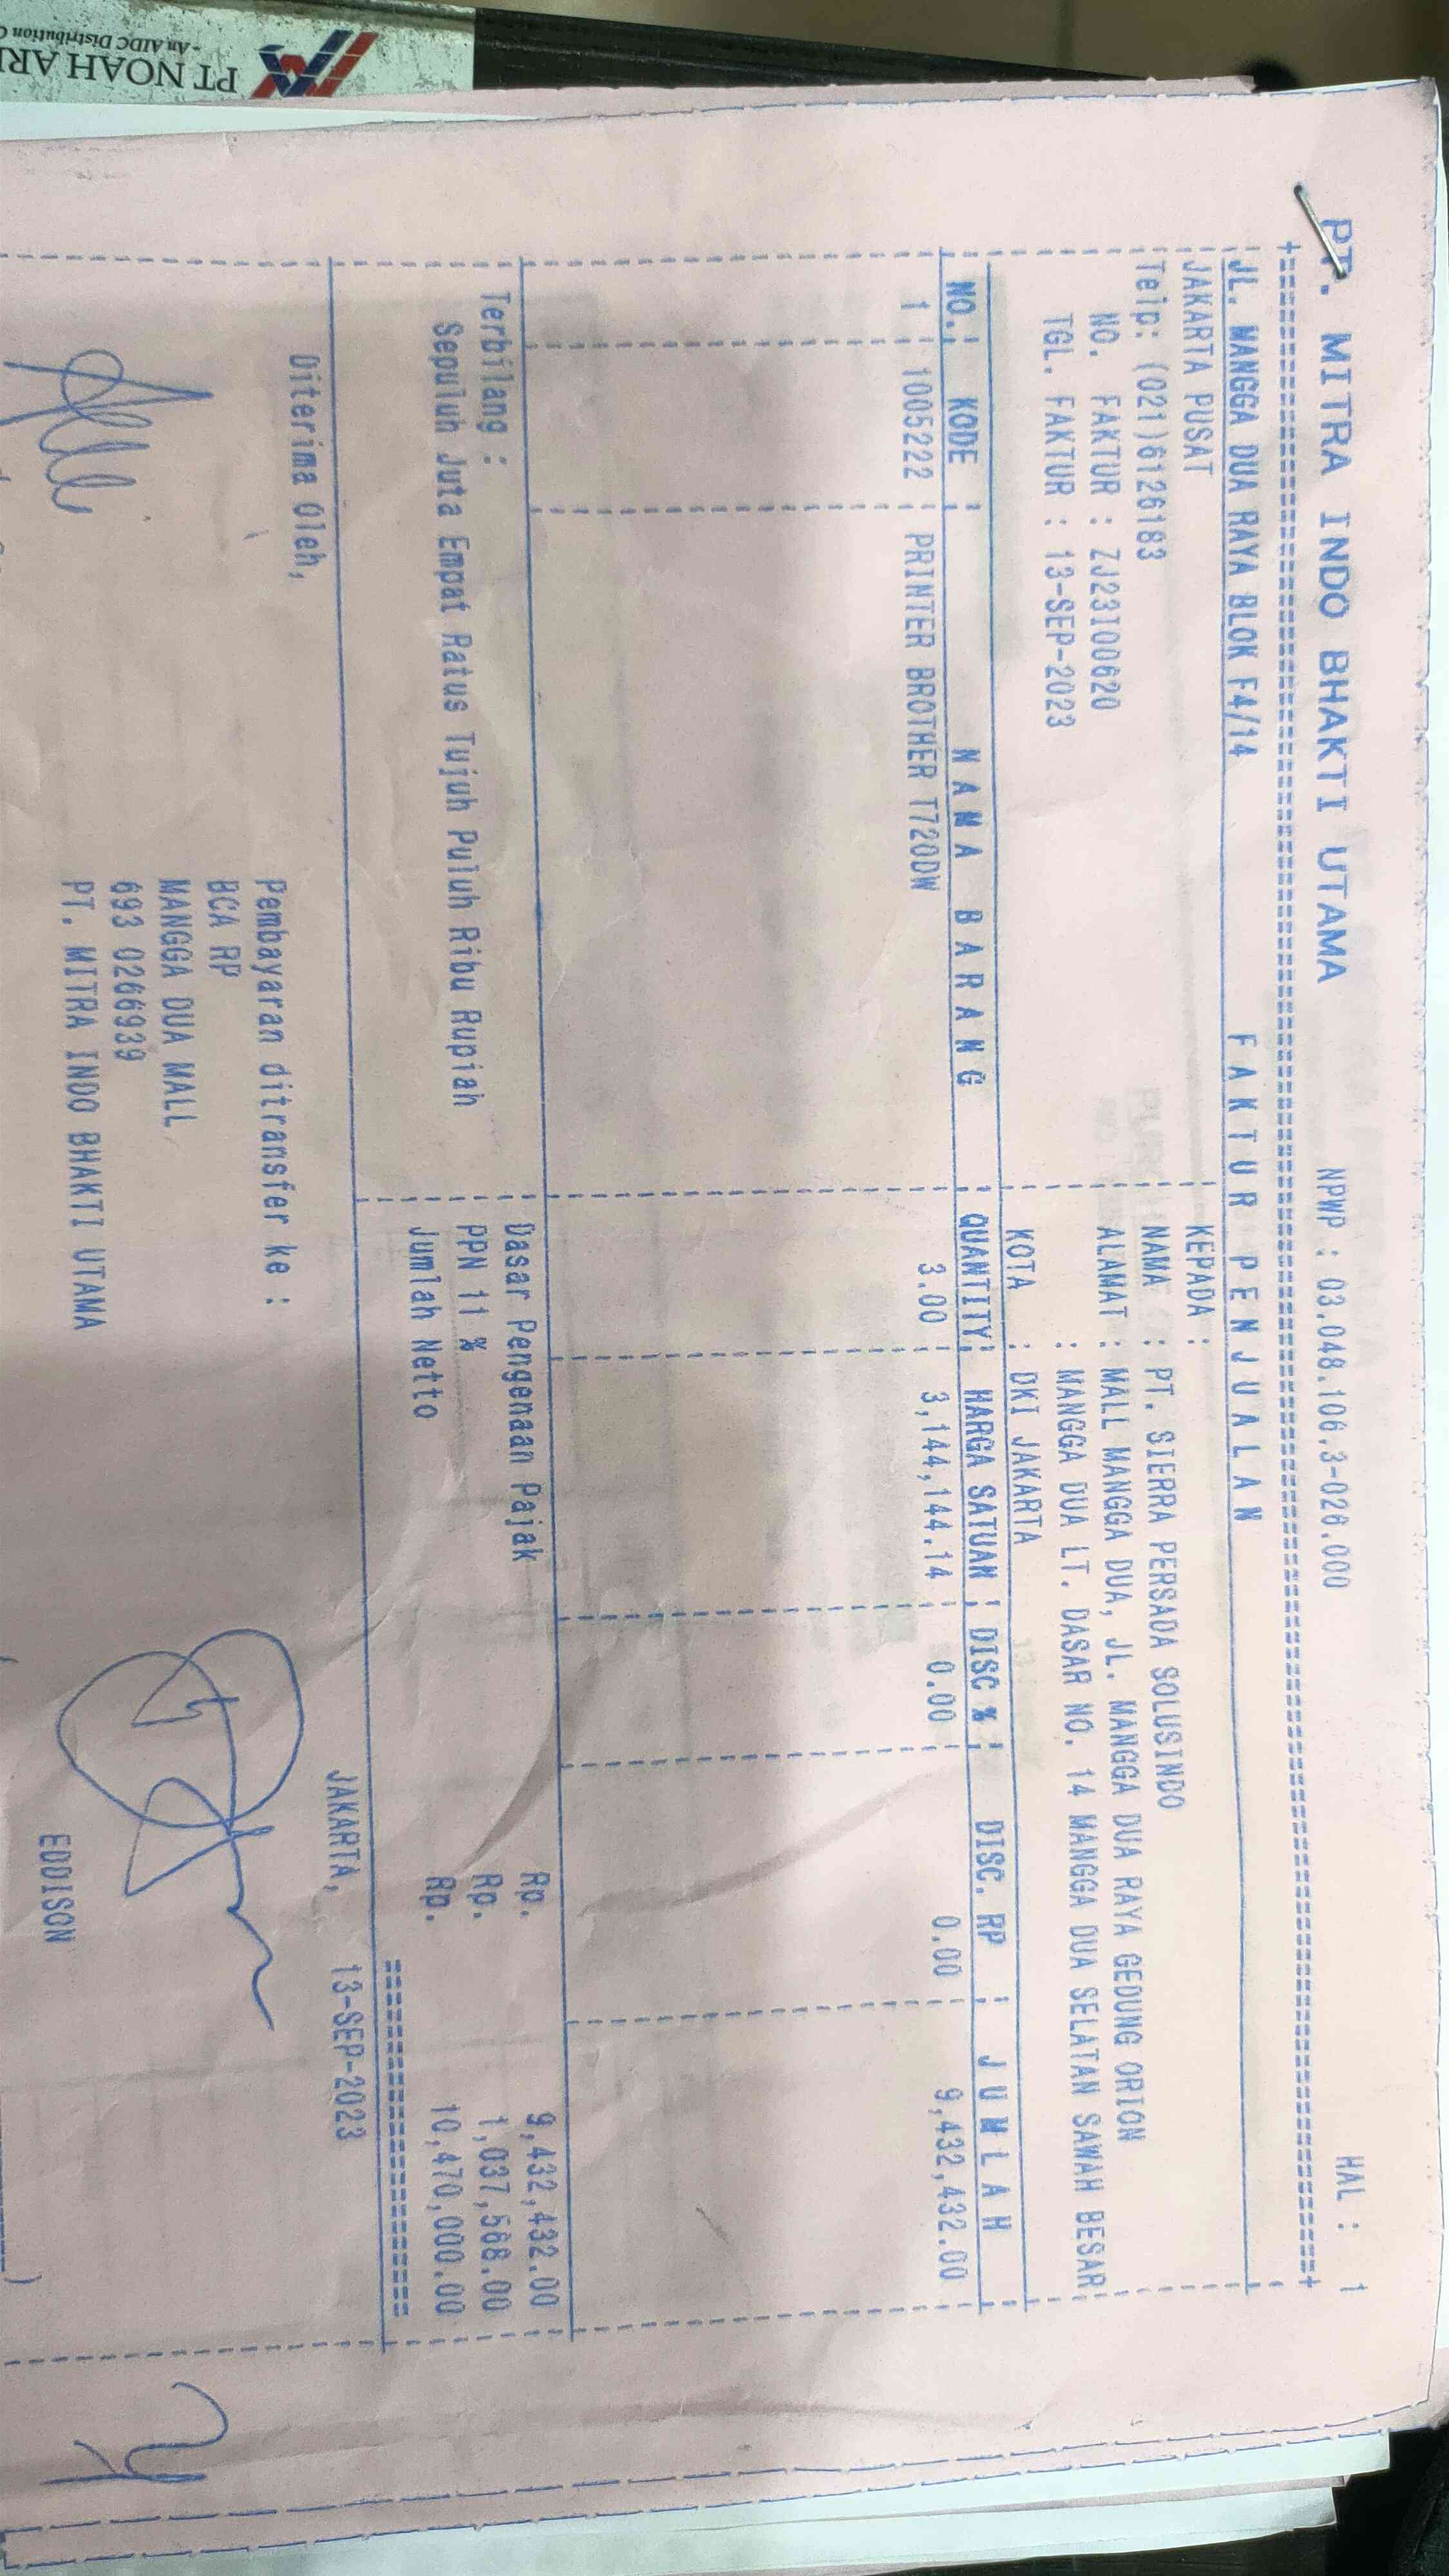 PT NOAH ARK
- An AIDC Distribution
PT. MITRA INDO BHAKTI UTAMA NPWP : 03.048.106.3-026.000 HAL : 1
JL. MANGGA DUA RAYA BLOK F4/14 F A K T U R P E N J U A L A N
JAKARTA PUSAT KEPADA :
Telp: (021)6126183 NAMA : PT. SIERRA PERSADA SOLUSINDO
NO. FAKTUR : ZJ23I00620 ALAMAT : MALL MANGGA DUA, JL. MANGGA DUA RAYA GEDUNG ORION
TGL. FAKTUR : 13-SEP-2023 : MANGGA DUA LT. DASAR NO. 14 MANGGA DUA SELATAN SAWAH BESAR
KOTA : DKI JAKARTA
NO. KODE N A M A B A R A N G QUANTITY HARGA SATUAN DISC % DISC. RP J U M L A H
1 1005222 PRINTER BROTHER T720DW 3.00 3,144,144.14 0.00 0.00 9,432,432.00
Terbilang : Dasar Pengenaan Pajak Rp. 9,432,432.00
Sepuluh Juta Empat Ratus Tujuh Puluh Ribu Rupiah PPN 11 % Rp. 1,037,568.00
Jumlah Netto Rp. 10,470,000.00
JAKARTA, 13-SEP-2023
Diterima Oleh,
Pembayaran ditransfer ke :
BCA RP
MANGGA DUA MALL
693 0266939
PT. MITRA INDO BHAKTI UTAMA
EDDISON